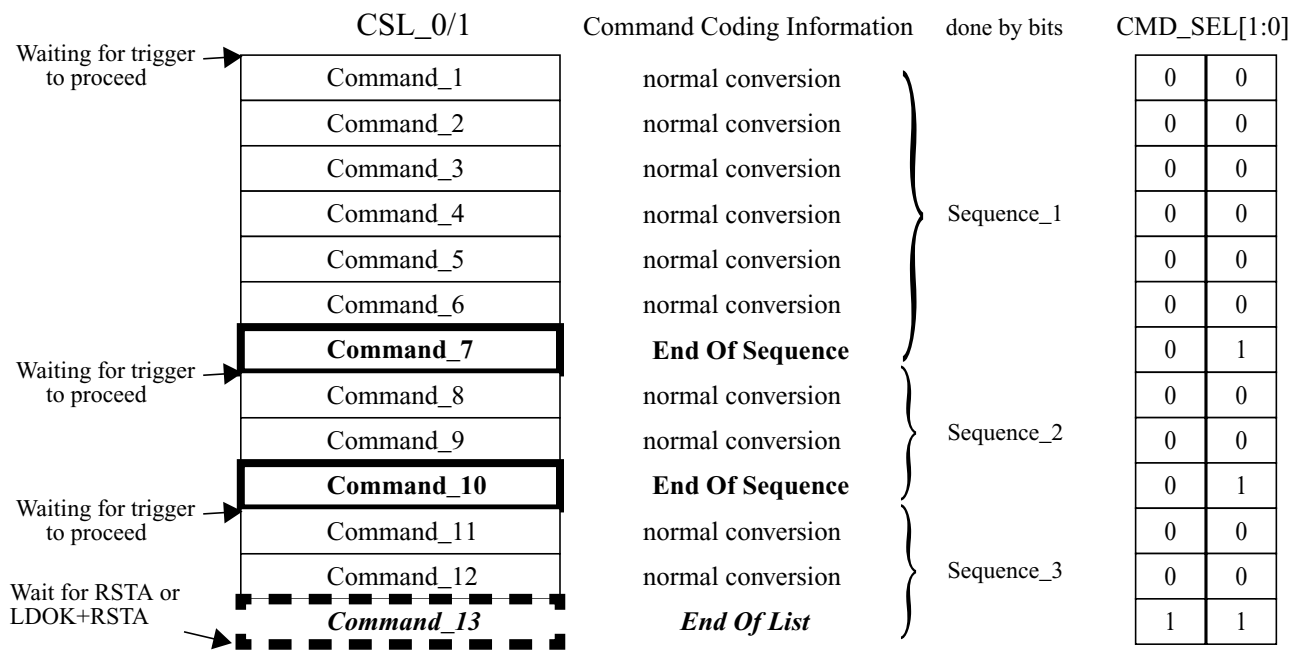 CSL_0/1 Command Coding Information done by bits CMD_SEL[1:0]
Waiting for trigger
to proceed
Command_1 normal conversion 0 0
Command_2 normal conversion 0 0
Command_3 normal conversion 0 0
Command_4 normal conversion Sequence_1 0 0
Command_5 normal conversion 0 0
Command_6 normal conversion 0 0
Command_7 End Of Sequence 0 1
Waiting for trigger
to proceed
Command_8 normal conversion 0 0
Command_9 normal conversion Sequence_2 0 0
Command_10 End Of Sequence 0 1
Waiting for trigger
to proceed
Command_11 normal conversion 0 0
Command_12 normal conversion Sequence_3 0 0
Wait for RSTA or
LDOK+RSTA
Command_13 End Of List 1 1